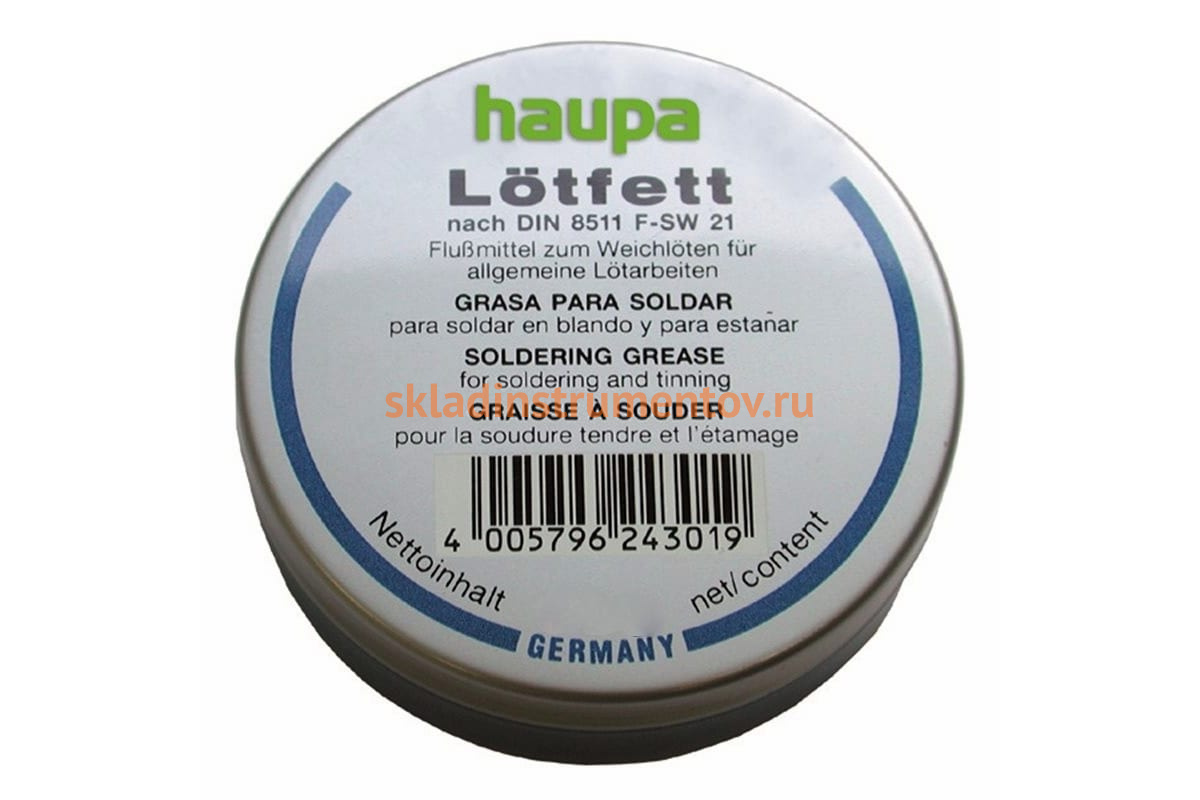 haupa
Lötfett
nach DIN 8511 F-SW 21
Flußmittel zum Weichlöten für
allgemeine Lötarbeiten
GRASA PARA SOLDAR
para soldar en blando y para estañar
SOLDERING GREASE
for soldering and tinning
skladinstrumentov.ru
GRAISSE À SOUDER
pour la soudure tendre et l'étamage
4 005796 243019
Nettoinhalt
net/content
GERMANY